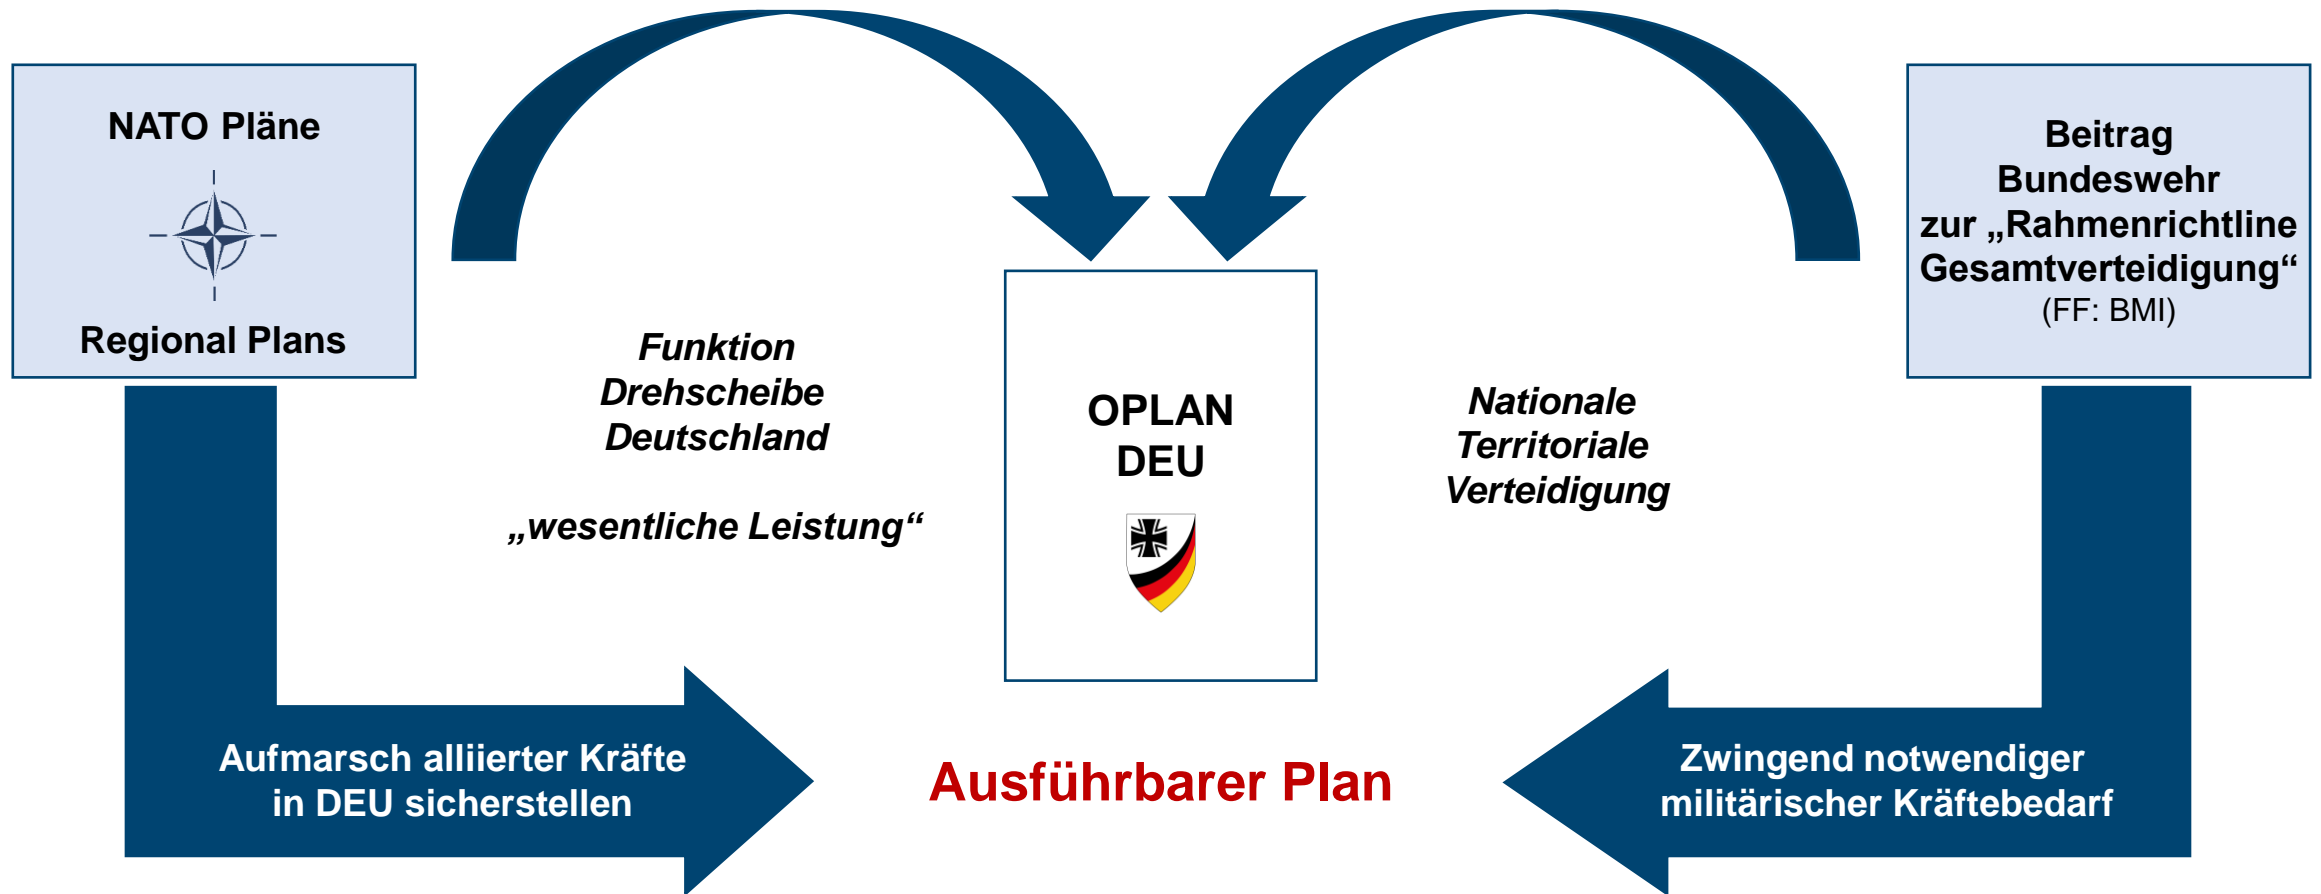 NATO Pläne
Regional Plans
Funktion
Drehscheibe
Deutschland
„wesentliche Leistung“
OPLAN
DEU
Nationale
Territoriale
Verteidigung
Beitrag
Bundeswehr
zur „Rahmenrichtline
Gesamtverteidigung“
(FF: BMI)
Aufmarsch alliierter Kräfte
in DEU sicherstellen
Ausführbarer Plan
Zwingend notwendiger
militärischer Kräftebedarf